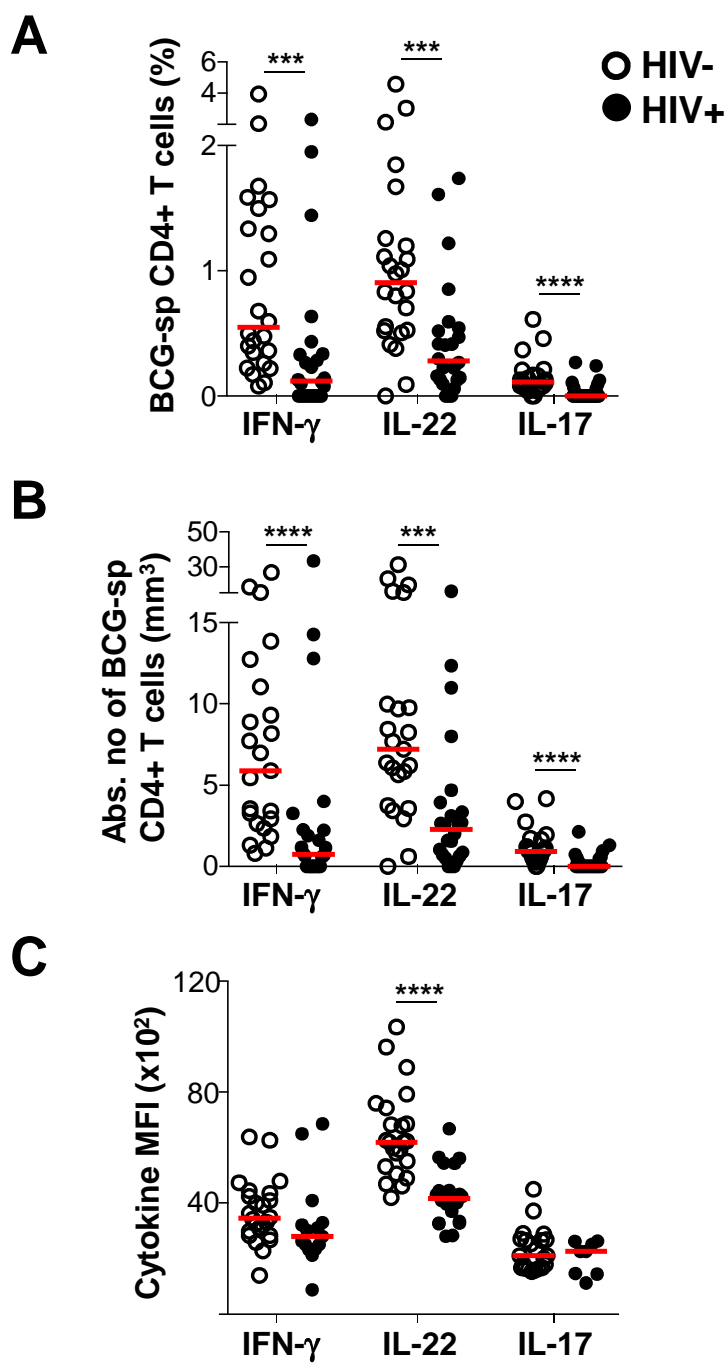 A
BCG-sp CD4+ T cells (%)
6
4
2
1
0
***
***
****
HIV-
HIV+
IFN-γ
IL-22
IL-17
B
Abs. no of BCG-sp
CD4+ T cells (mm³)
50
30
15
10
5
0
****
***
****
IFN-γ
IL-22
IL-17
C
Cytokine MFI (x10²)
120
80
40
****
IFN-γ
IL-22
IL-17